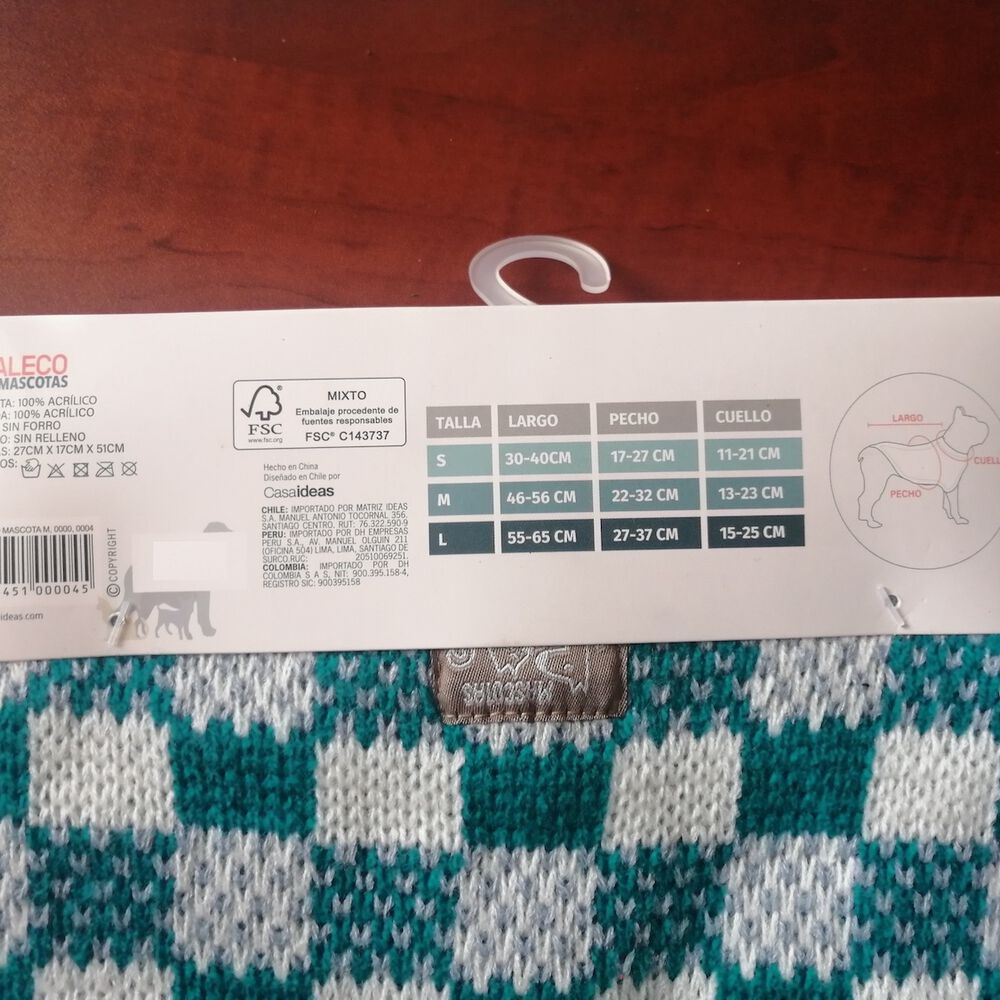 ALECO
MASCOTAS
TA: 100% ACRÍLICO
DA: 100% ACRÍLICO
SIN FORRO
O: SIN RELLENO
AS: 27CM X 17CM X 51CM
OS:
MASCOTA M, 0000, 0004
451 000045
ideas.com
© COPYRIGHT
FSC
www.fsc.org
MIXTO
Embalaje procedente de
fuentes responsables
FSC® C143737
Hecho en China
Diseñado en Chile por
Casaideas
CHILE: IMPORTADO POR MATRIZ IDEAS
S.A. MANUEL ANTONIO TOCORNAL 356,
SANTIAGO CENTRO. RUT: 76.322.590-9
PERU: IMPORTADO POR DH EMPRESAS
PERU S.A., AV. MANUEL OLGUIN 211
(OFICINA 504) LIMA, LIMA, SANTIAGO DE
SURCO.RUC: 20510069251.
COLOMBIA: IMPORTADO POR DH
COLOMBIA S A S, NIT: 900.395.158-4,
REGISTRO SIC: 900395158
TALLA LARGO PECHO CUELLO
S 30-40CM 17-27 CM 11-21 CM
M 46-56 CM 22-32 CM 13-23 CM
L 55-65 CM 27-37 CM 15-25 CM
LARGO
CUELL
PECHO
MASCOTAS